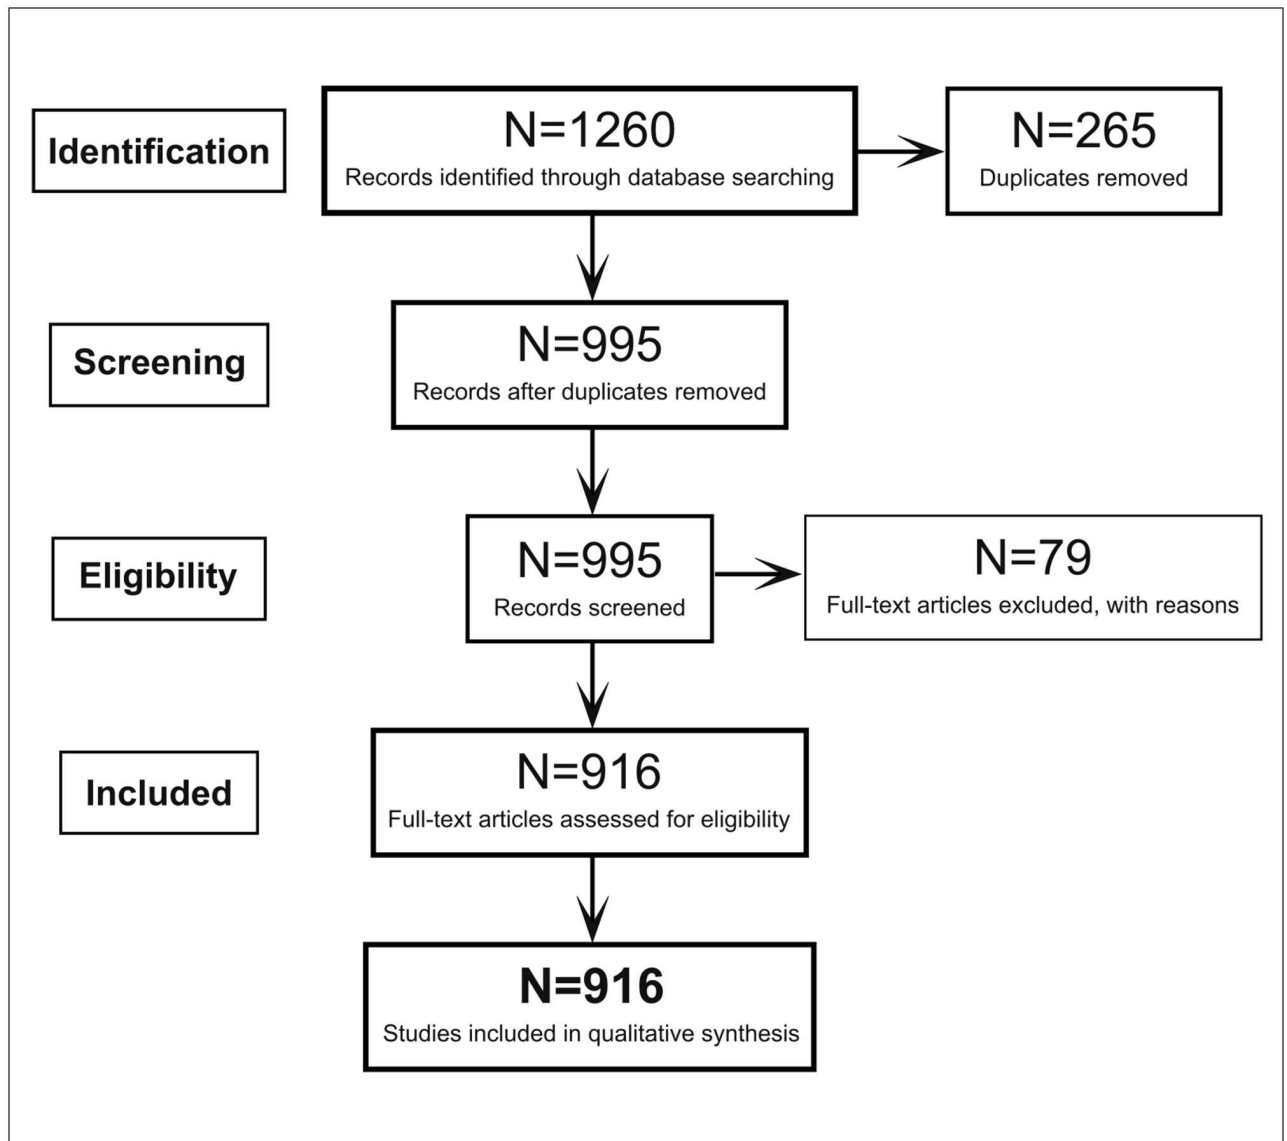 Identification
N=1260
Records identified through database searching
N=265
Duplicates removed
Screening
N=995
Records after duplicates removed
Eligibility
N=995
Records screened
N=79
Full-text articles excluded, with reasons
Included
N=916
Full-text articles assessed for eligibility
N=916
Studies included in qualitative synthesis